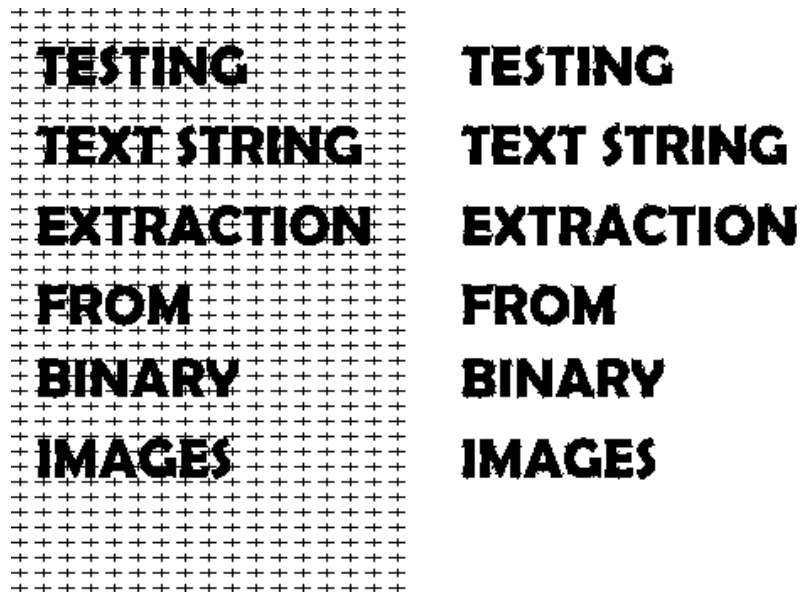 TESTING
TEXT STRING
EXTRACTION
FROM
BINARY
IMAGES
TESTING
TEXT STRING
EXTRACTION
FROM
BINARY
IMAGES